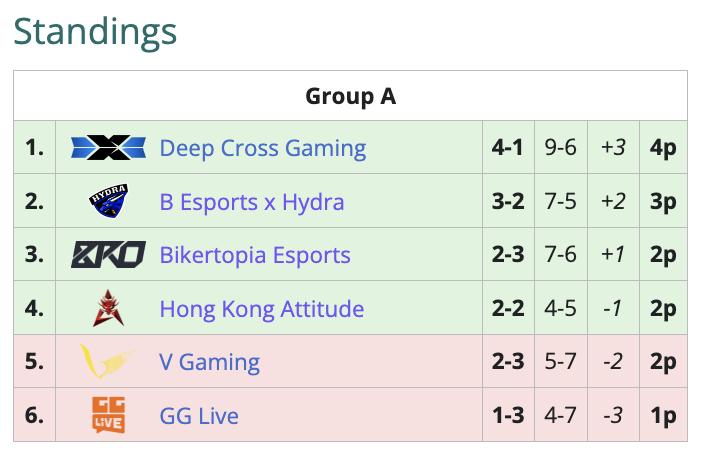 Standings
Group A
1. Deep Cross Gaming 4-1 9-6 +3 4p
2. HYDRA B Esports x Hydra 3-2 7-5 +2 3p
3. Bikertopia Esports 2-3 7-6 +1 2p
4. Hong Kong Attitude 2-2 4-5 -1 2p
5. V Gaming 2-3 5-7 -2 2p
6. GG LIVE GG Live 1-3 4-7 -3 1p